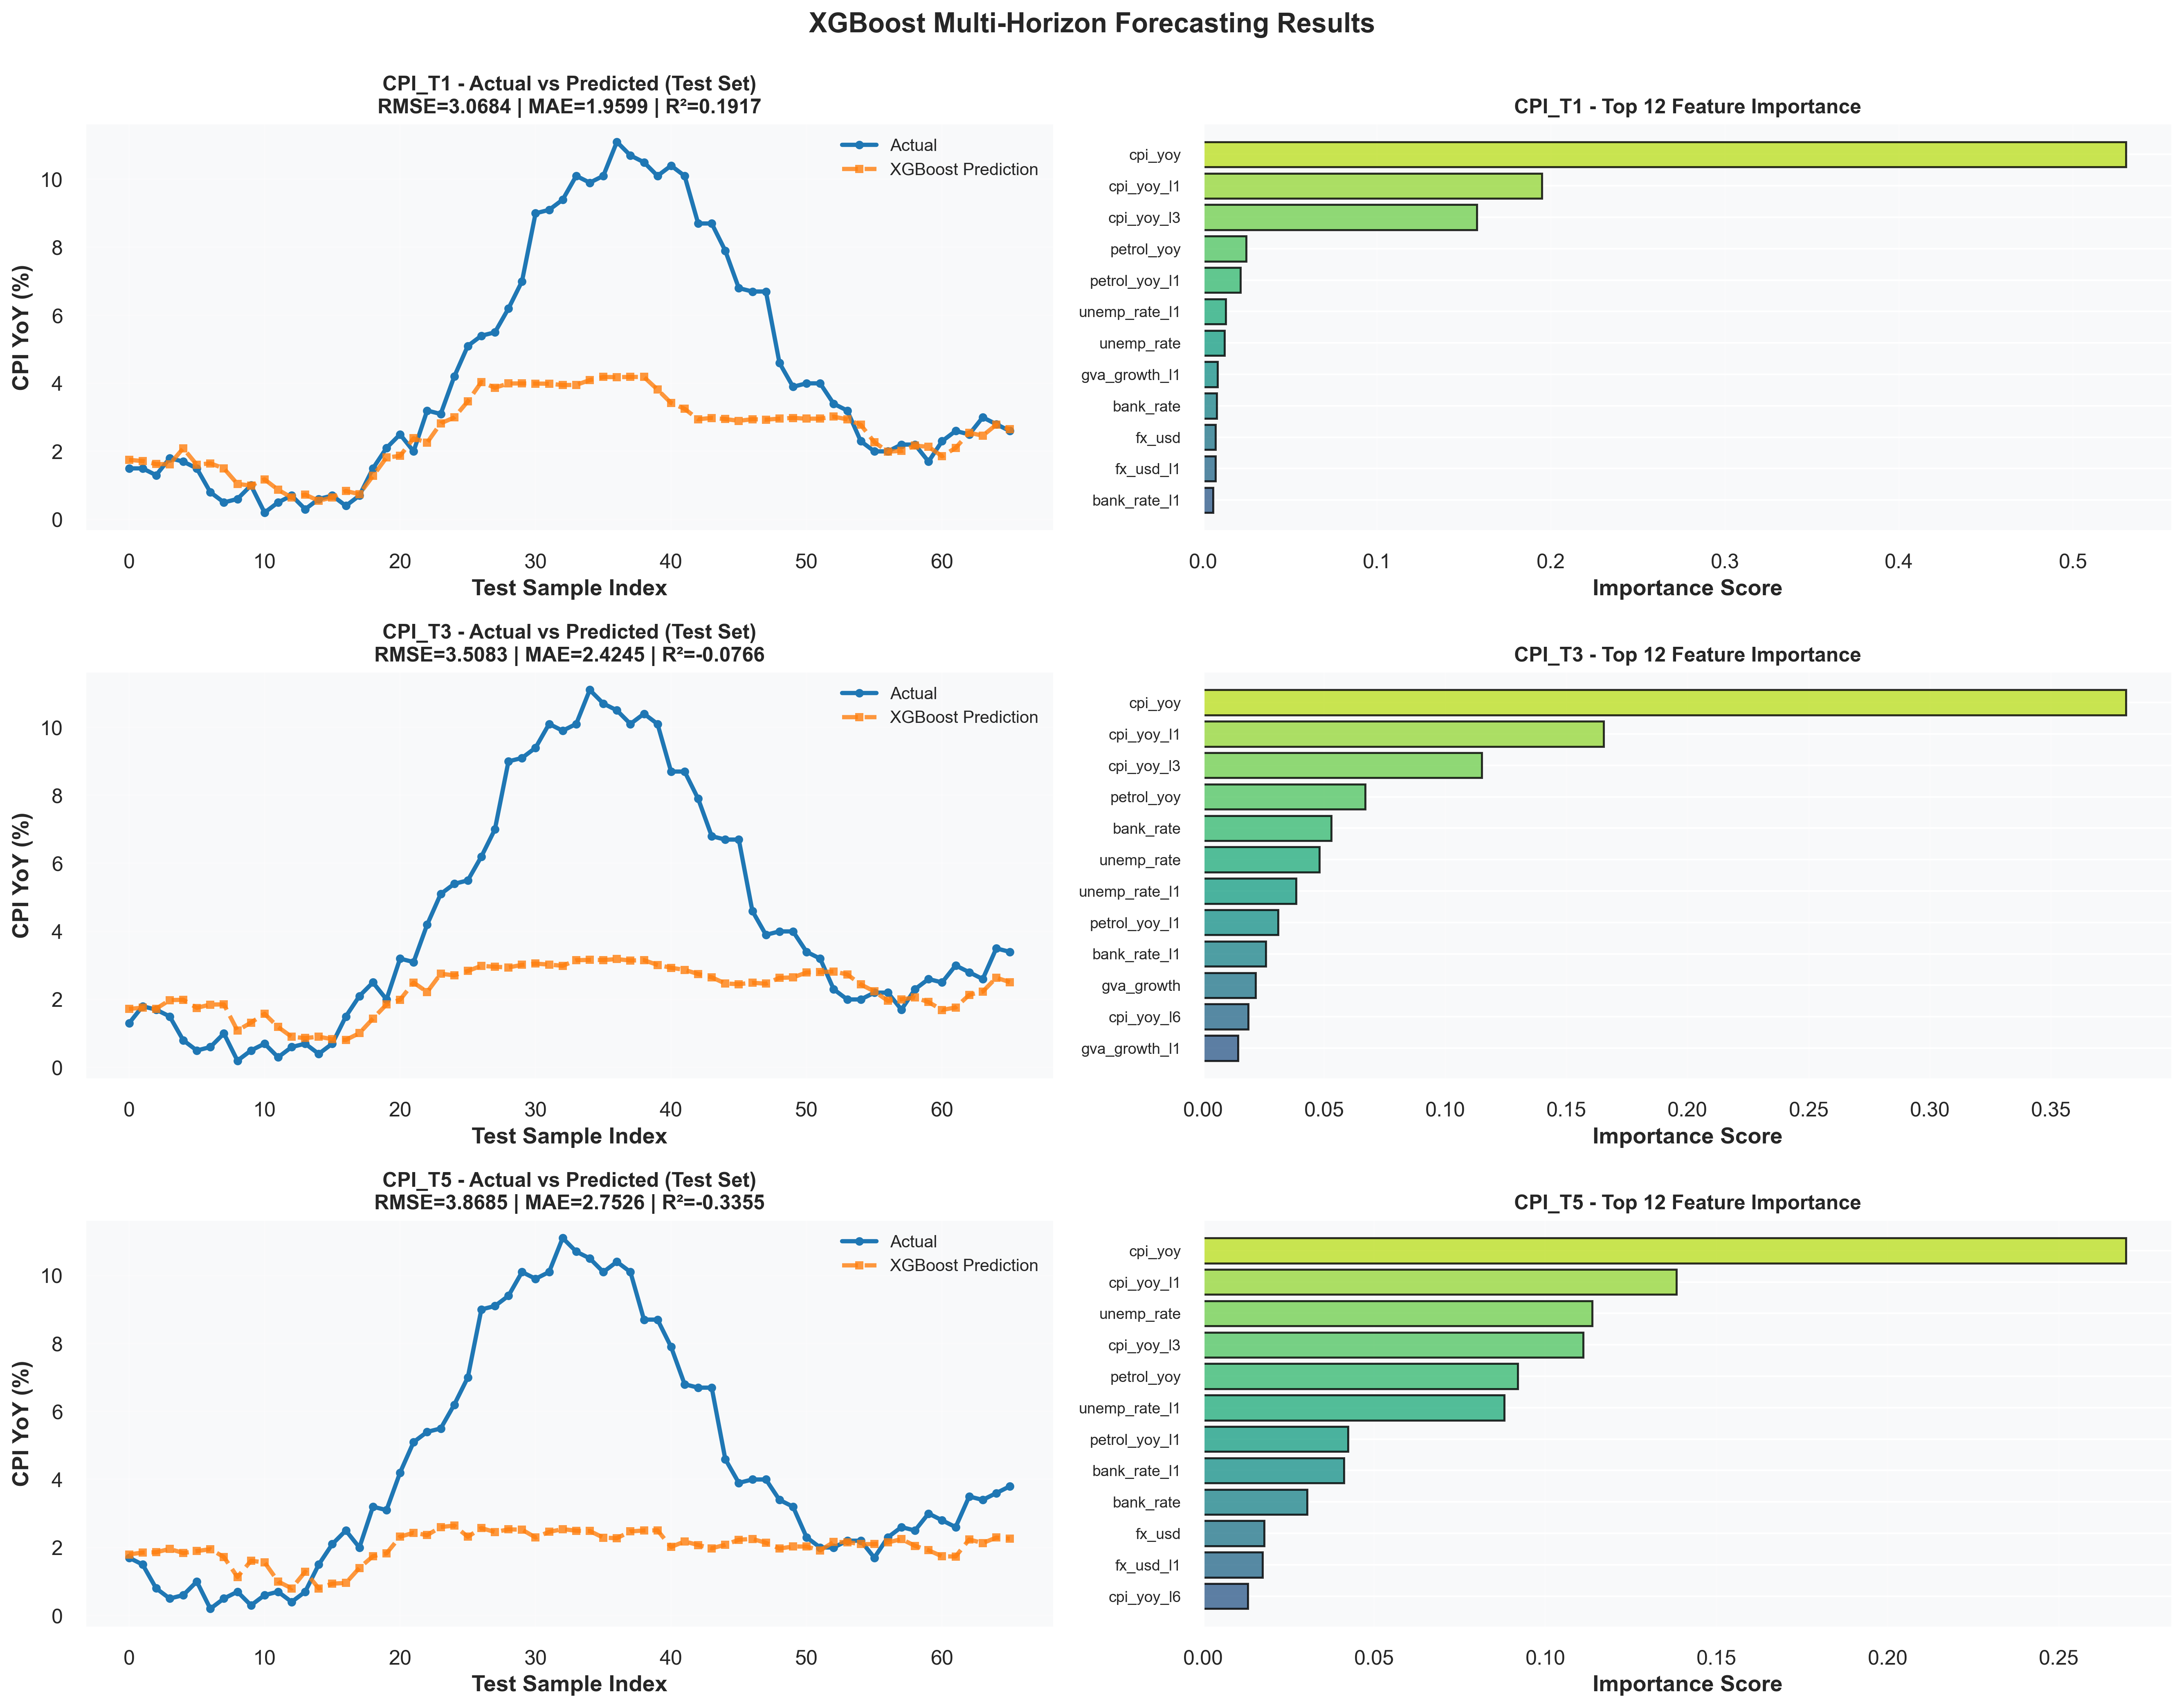 XGBoost Multi-Horizon Forecasting Results
CPI_T1 - Actual vs Predicted (Test Set)
RMSE=3.0684 | MAE=1.9599 | R²=0.1917
Actual
XGBoost Prediction
CPI YoY (%)
10
8
6
4
2
0
0 10 20 30 40 50 60
Test Sample Index
CPI_T1 - Top 12 Feature Importance
cpi_yoy
cpi_yoy_l1
cpi_yoy_l3
petrol_yoy
petrol_yoy_l1
unemp_rate_l1
unemp_rate
gva_growth_l1
bank_rate
fx_usd
fx_usd_l1
bank_rate_l1
0.0 0.1 0.2 0.3 0.4 0.5
Importance Score
CPI_T3 - Actual vs Predicted (Test Set)
RMSE=3.5083 | MAE=2.4245 | R²=-0.0766
Actual
XGBoost Prediction
CPI YoY (%)
10
8
6
4
2
0
0 10 20 30 40 50 60
Test Sample Index
CPI_T3 - Top 12 Feature Importance
cpi_yoy
cpi_yoy_l1
cpi_yoy_l3
petrol_yoy
bank_rate
unemp_rate
unemp_rate_l1
petrol_yoy_l1
bank_rate_l1
gva_growth
cpi_yoy_l6
gva_growth_l1
0.00 0.05 0.10 0.15 0.20 0.25 0.30 0.35
Importance Score
CPI_T5 - Actual vs Predicted (Test Set)
RMSE=3.8685 | MAE=2.7526 | R²=-0.3355
Actual
XGBoost Prediction
CPI YoY (%)
10
8
6
4
2
0
0 10 20 30 40 50 60
Test Sample Index
CPI_T5 - Top 12 Feature Importance
cpi_yoy
cpi_yoy_l1
unemp_rate
cpi_yoy_l3
petrol_yoy
unemp_rate_l1
petrol_yoy_l1
bank_rate_l1
bank_rate
fx_usd
fx_usd_l1
cpi_yoy_l6
0.00 0.05 0.10 0.15 0.20 0.25
Importance Score